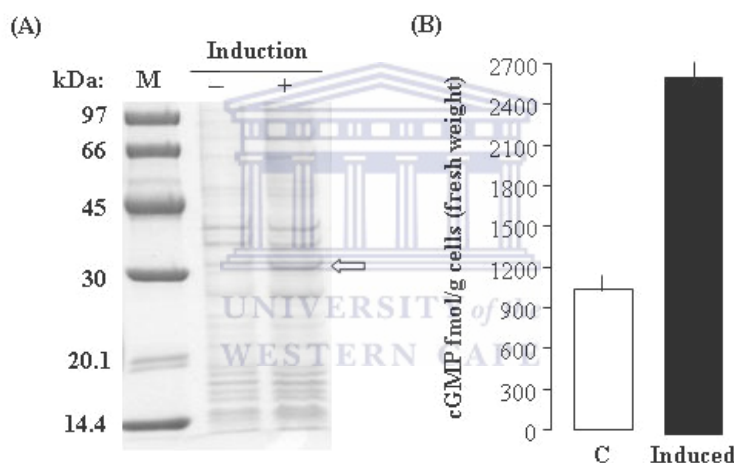 (A)
Induction
kDa: M – +
97
66
45
30
20.1
14.4
UNIVERSITY of the
WESTERN CAPE
(B)
cGMP fmol/g cells (fresh weight)
2700
2400
2100
1800
1500
1200
900
600
300
0
C Induced